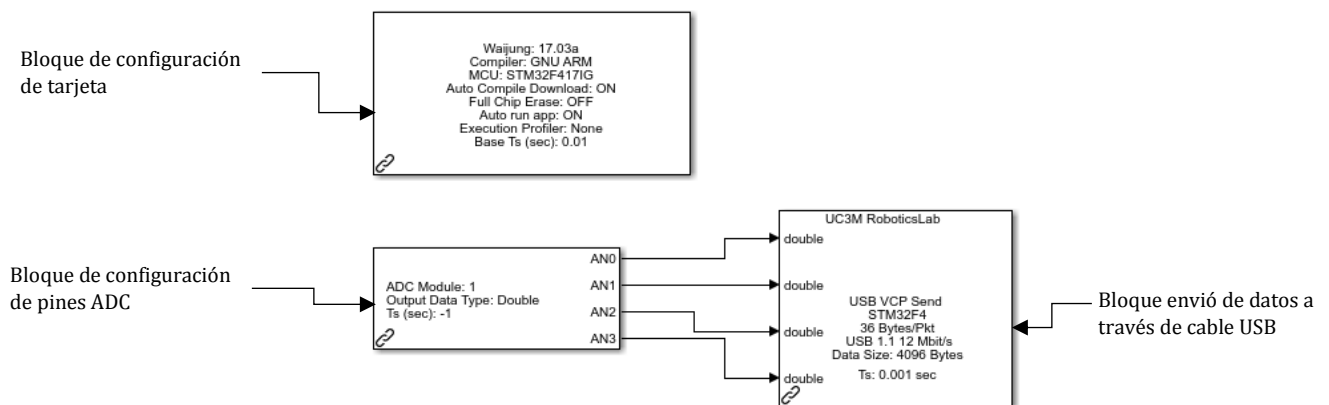 Bloque de configuración
de tarjeta
Waijung: 17.03a
Compiler: GNU ARM
MCU: STM32F417IG
Auto Compile Download: ON
Full Chip Erase: OFF
Auto run app: ON
Execution Profiler: None
Base Ts (sec): 0.01
Bloque de configuración
de pines ADC
ADC Module: 1
Output Data Type: Double
Ts (sec): -1
AN0
AN1
AN2
AN3
UC3M RoboticsLab
double
double
double
double
USB VCP Send
STM32F4
36 Bytes/Pkt
USB 1.1 12 Mbit/s
Data Size: 4096 Bytes
Ts: 0.001 sec
Bloque envió de datos a
través de cable USB